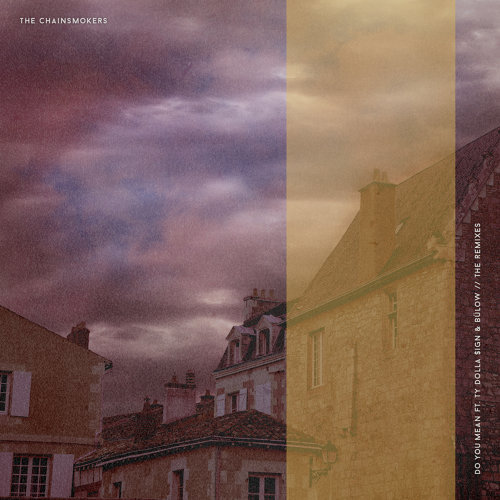 THE CHAINSMOKERS
DO YOU MEAN FT. TY DOLLA $IGN & BÜLOW // THE REMIXES